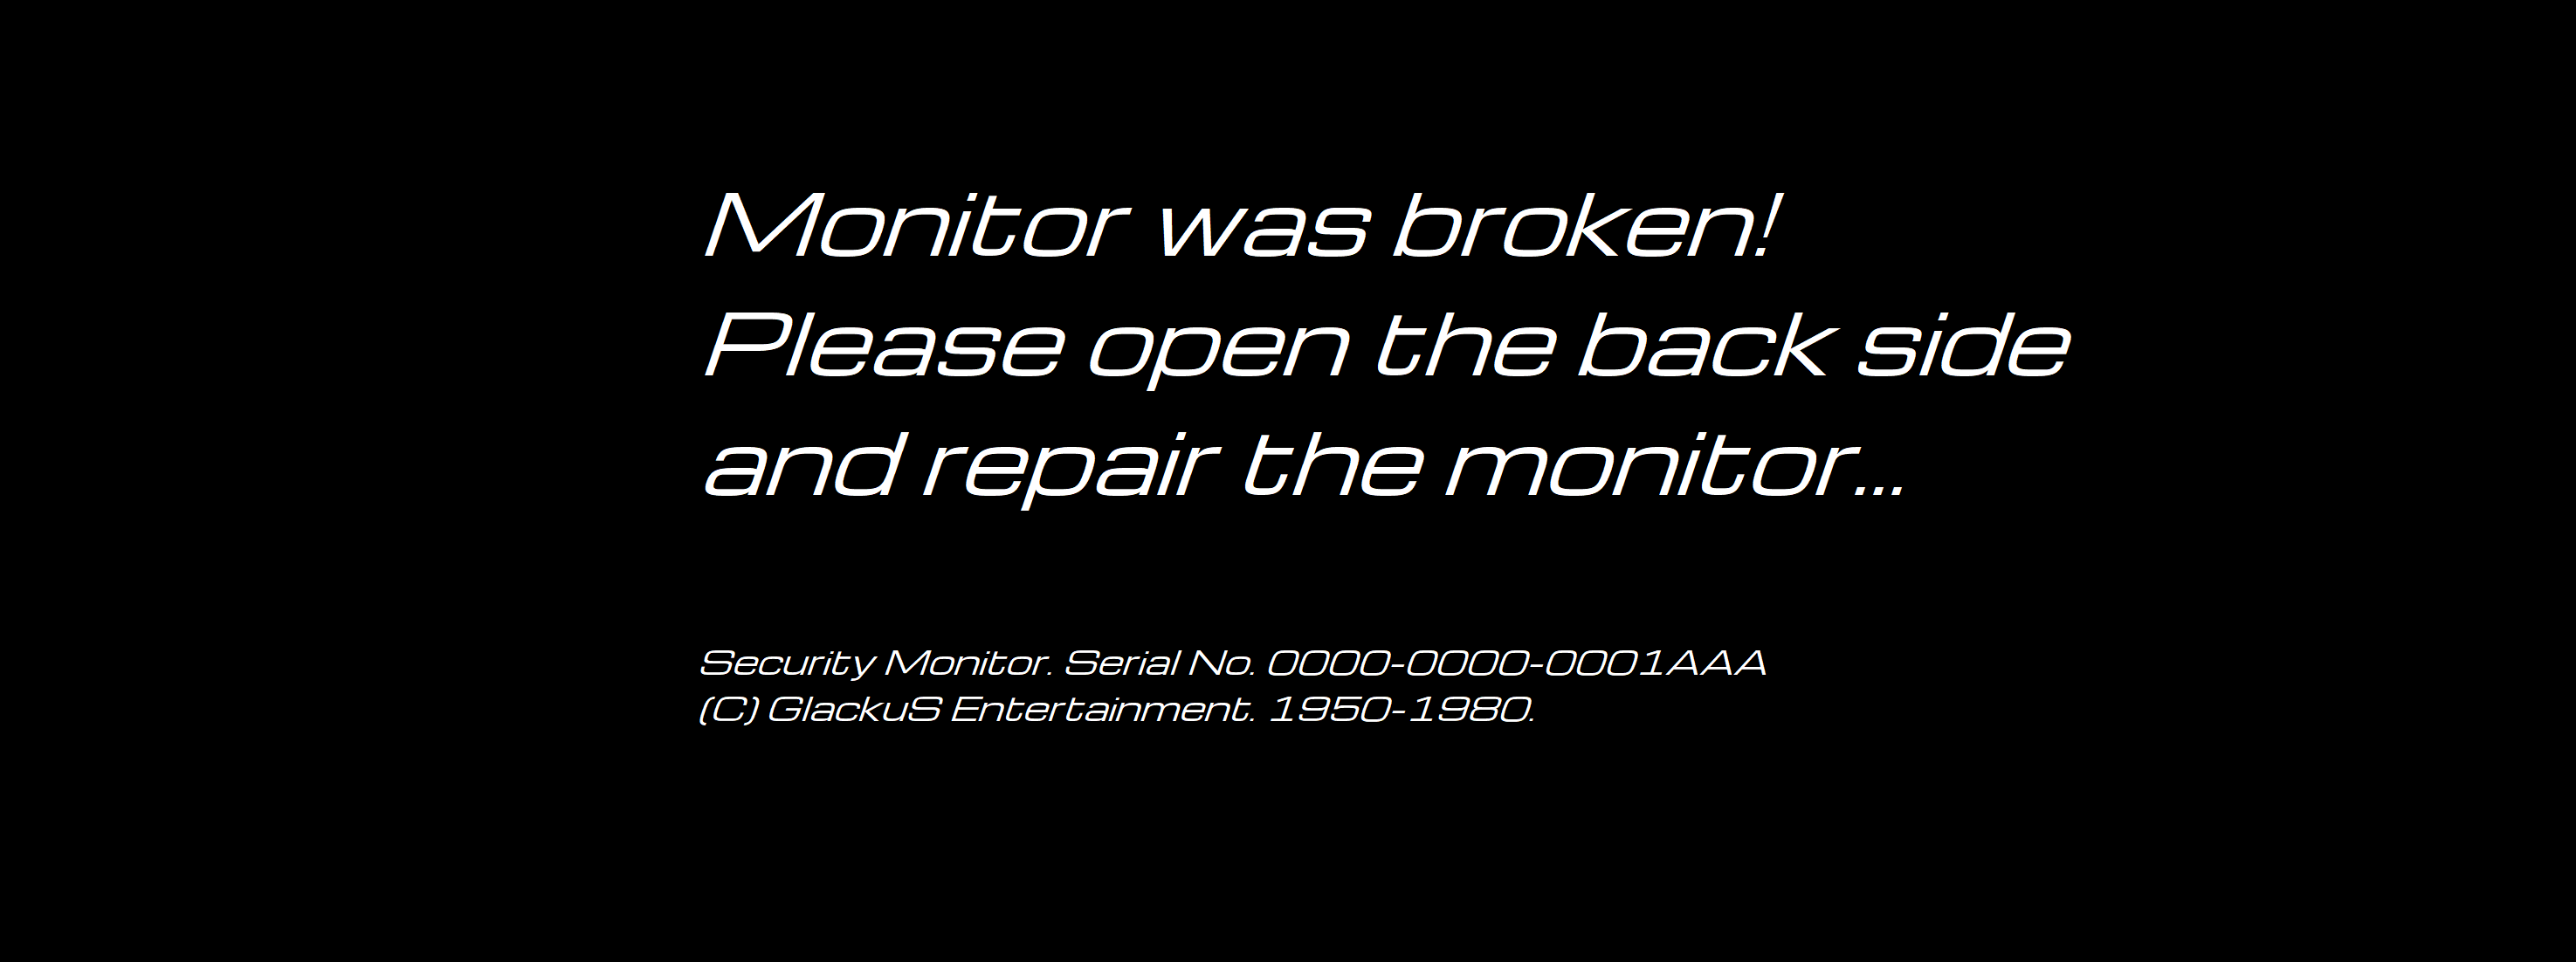 Monitor was broken!
Please open the back side
and repair the monitor...
Security Monitor. Serial No. 0000-0000-0001AAA
(C) GlackuS Entertainment. 1950-1980.